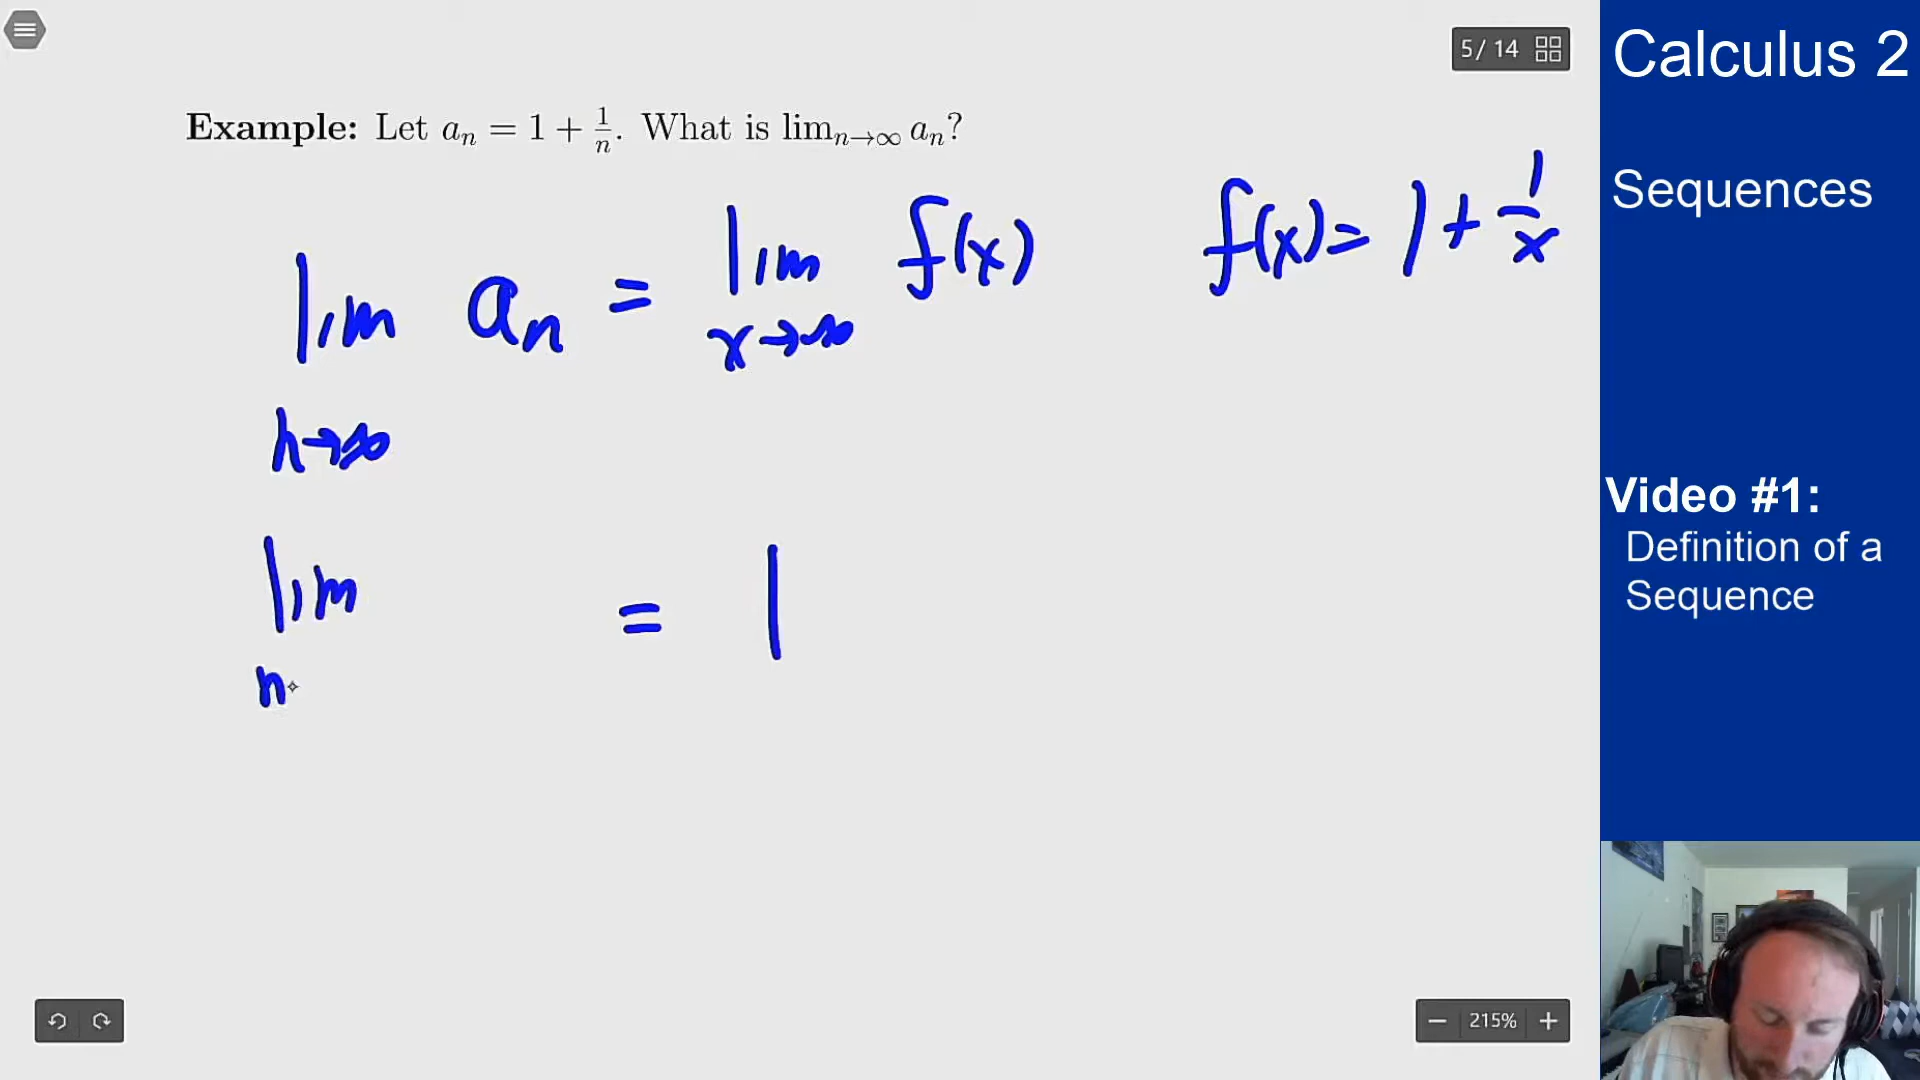 5/ 14
Example: Let aₙ = 1 + 1/n. What is limₙ→∞ aₙ?
lim aₙ = lim f(x)
n→∞ x→∞
f(x) = 1 + 1/x
lim = 1
n
215%
Calculus 2
Sequences
Video #1:
Definition of a
Sequence